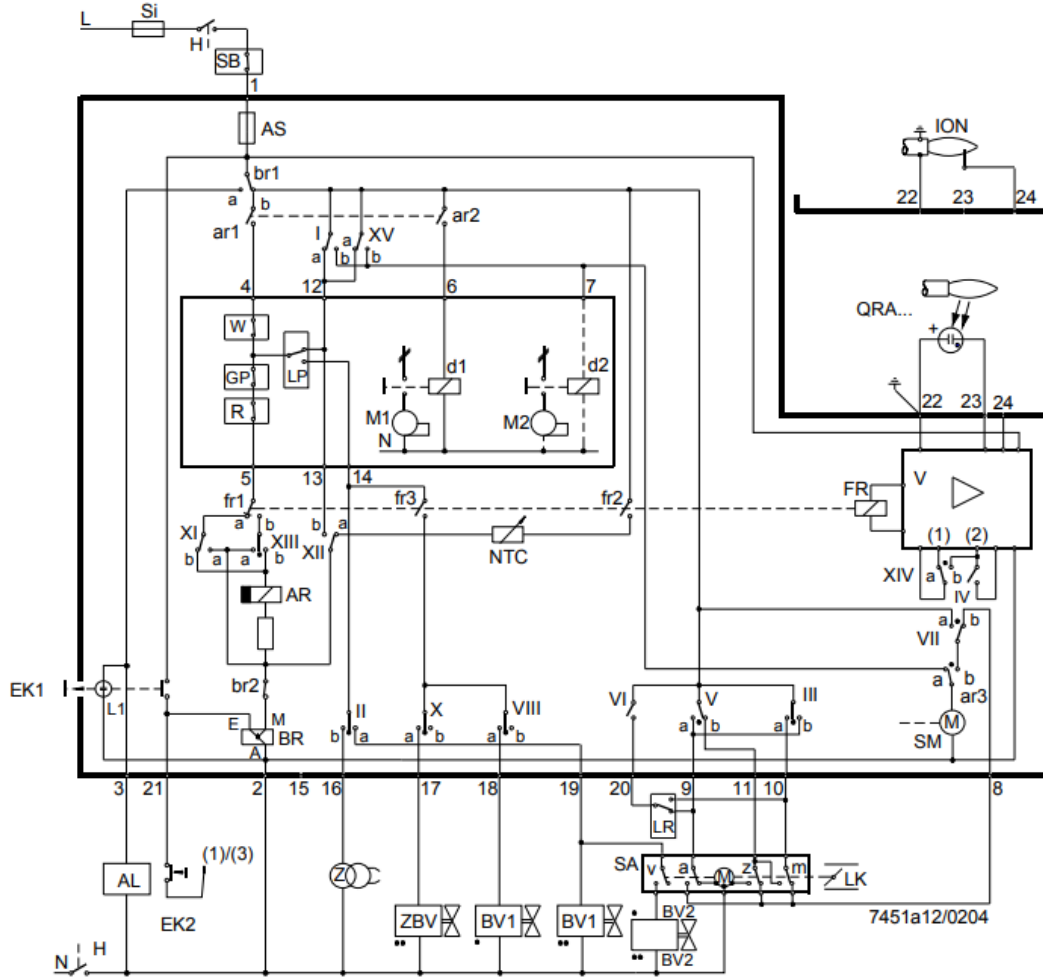 L Si H
SB
1
AS
ION
br1
22 23 24
a b
ar1 ar2
I a XV
a b b
4 12 6 7
QRA... +
W
GP LP d1 d2
R M1 M2
N
22 23 24
V
FR
5 13 14
fr1 fr3 fr2
a b b a
XI XIII XII NTC
b a a b
(1) (2)
XIV a b IV
AR
a b
VII
a b
ar3
EK1 L1
br2
E M
BR
A
II X VIII
b a a b a b
VI V III
a b a b
M
SM
3 21 2 15 16 17 18 19 20 9 11 10 8
LR
(1)/(3)
AL
EK2
Z
SA v a M z m LK
ZBV BV1 BV1 BV2
BV2
7451a12/0204
N H